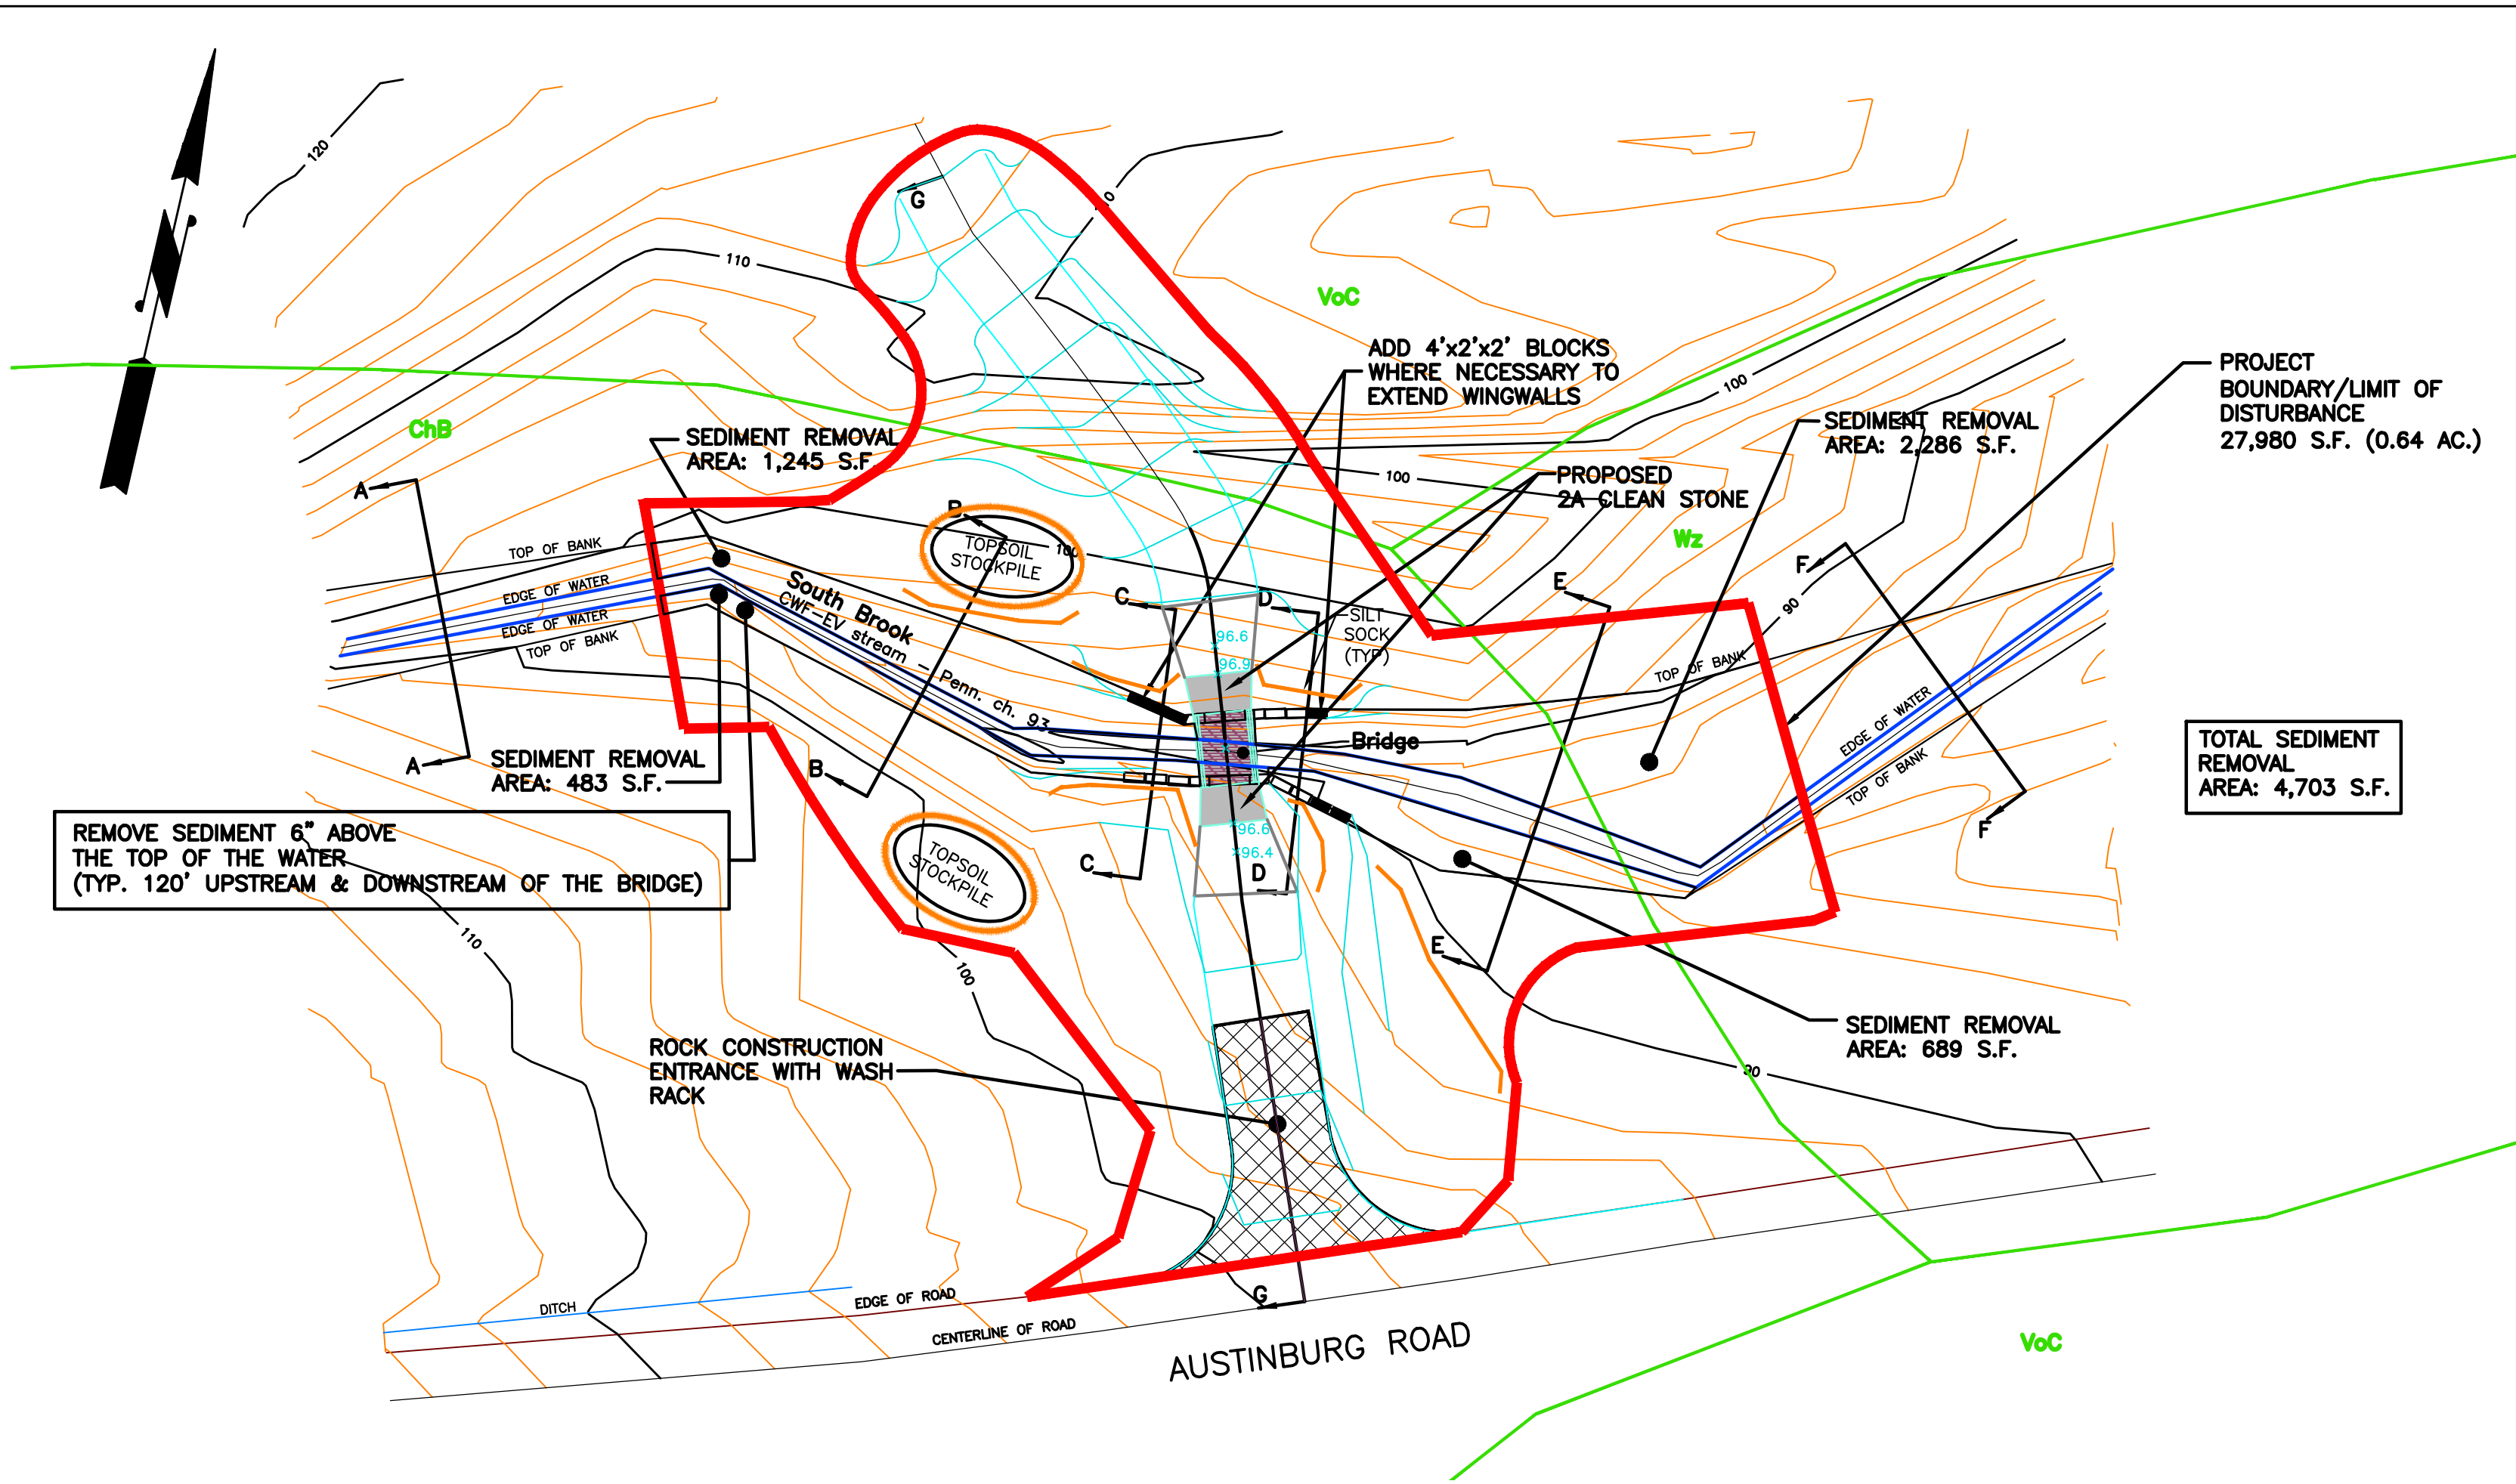 120
G
110
110
VoC
ADD 4'x2'x2' BLOCKS
WHERE NECESSARY TO
EXTEND WINGWALLS
PROJECT
BOUNDARY/LIMIT OF
DISTURBANCE
27,980 S.F. (0.64 AC.)
100
ChB
SEDIMENT REMOVAL
AREA: 1,245 S.F.
SEDIMENT REMOVAL
AREA: 2,286 S.F.
100
PROPOSED
2A CLEAN STONE
A
B
TOPSOIL
STOCKPILE
100
Wz
TOP OF BANK
EDGE OF WATER
EDGE OF WATER
TOP OF BANK
South Brook
CWF-EV stream - Penn. ch. 93
C
D
SILT
SOCK
(TYP)
E
F
90
96.6
96.9
TOP OF BANK
EDGE OF WATER
TOP OF BANK
Bridge
TOTAL SEDIMENT
REMOVAL
AREA: 4,703 S.F.
A
SEDIMENT REMOVAL
AREA: 483 S.F.
B
REMOVE SEDIMENT 6" ABOVE
THE TOP OF THE WATER
(TYP. 120' UPSTREAM & DOWNSTREAM OF THE BRIDGE)
TOPSOIL
STOCKPILE
96.6
96.4
C
D
F
E
110
100
SEDIMENT REMOVAL
AREA: 689 S.F.
ROCK CONSTRUCTION
ENTRANCE WITH WASH
RACK
90
G
DITCH
EDGE OF ROAD
CENTERLINE OF ROAD
AUSTINBURG ROAD
VoC